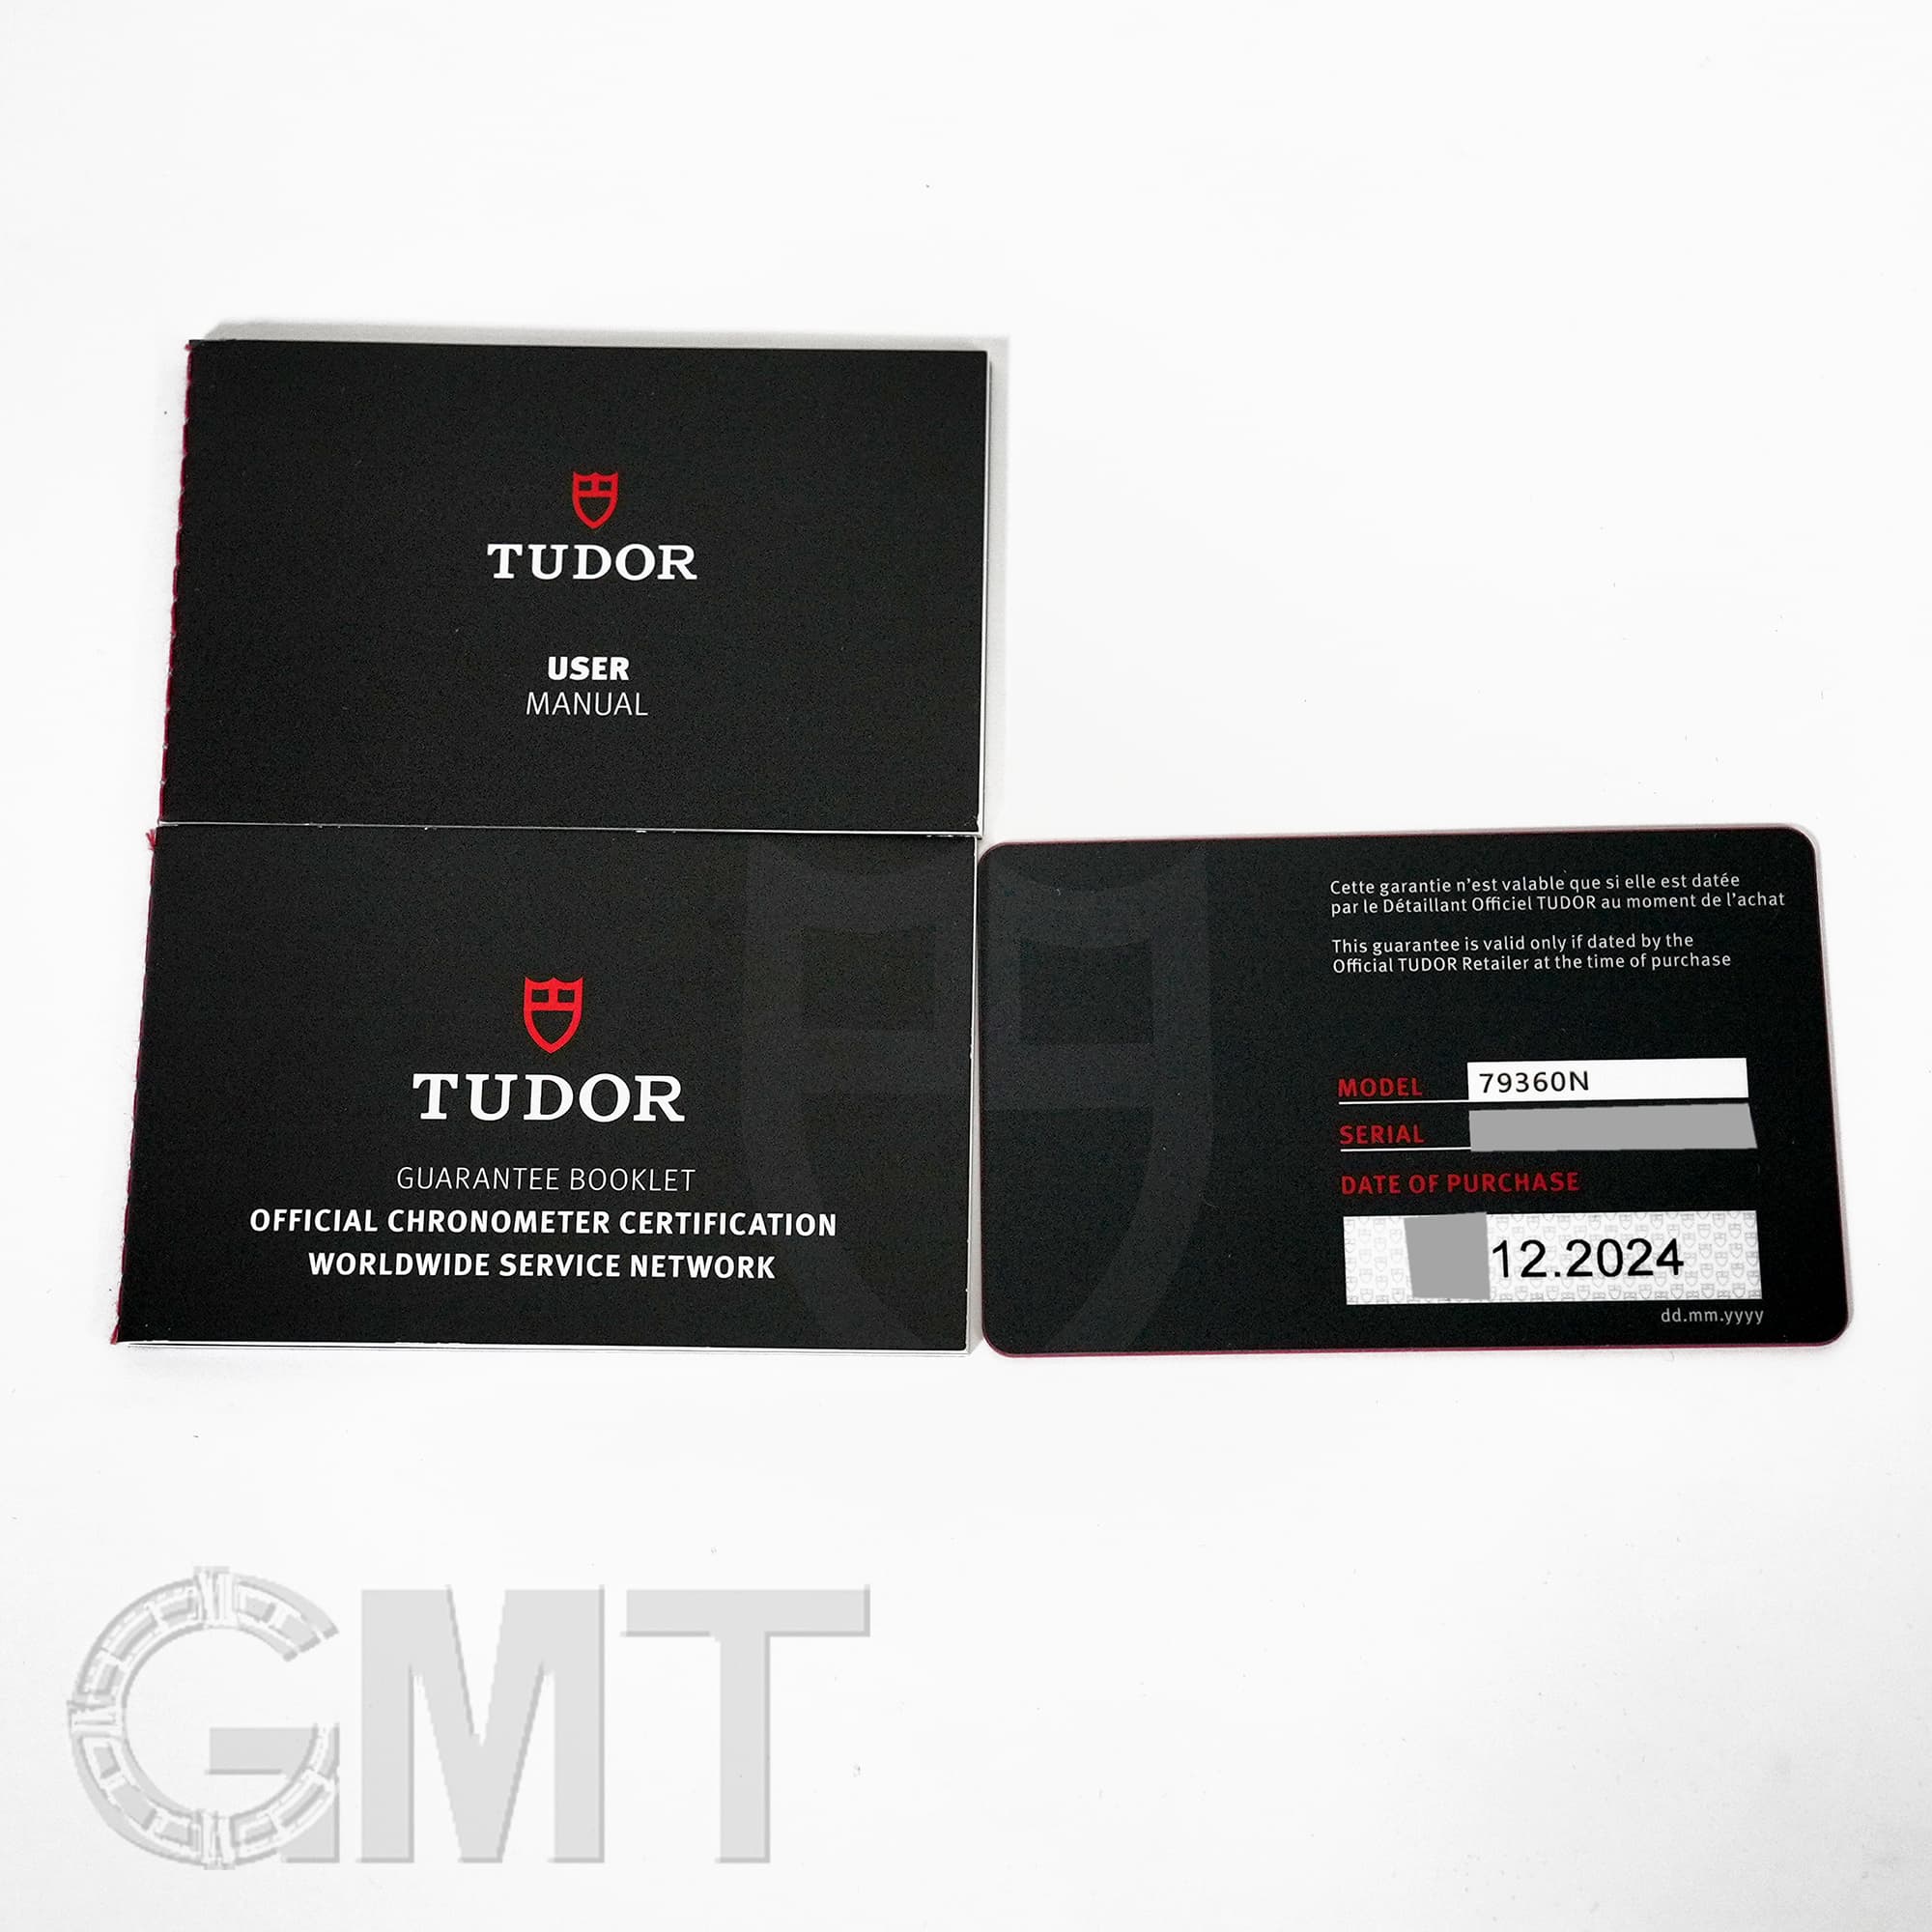 TUDOR
USER
MANUAL
TUDOR
GUARANTEE BOOKLET
OFFICIAL CHRONOMETER CERTIFICATION
WORLDWIDE SERVICE NETWORK
Cette garantie n'est valable que si elle est datée
par le Détaillant Officiel TUDOR au moment de l'achat
This guarantee is valid only if dated by the
Official TUDOR Retailer at the time of purchase
MODEL 79360N
SERIAL
DATE OF PURCHASE
12.2024
dd.mm.yyyy
GMT